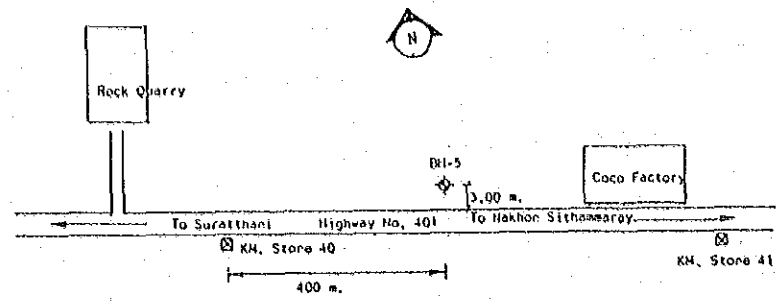 N
Rock Quarry
BH-5
3.00 m.
Coco Factory
To Suratthani
Highway No, 401
To Nakhon Sithammaray
KM. Store 40
KM. Store 41
400 m.